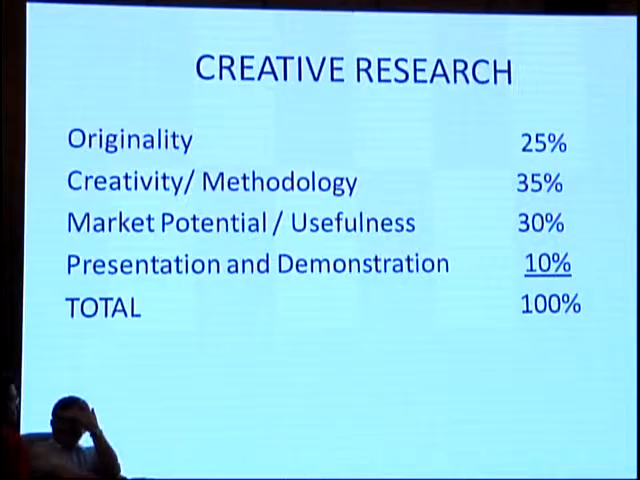 CREATIVE RESEARCH
Originality 25%
Creativity/ Methodology 35%
Market Potential / Usefulness 30%
Presentation and Demonstration 10%
TOTAL 100%